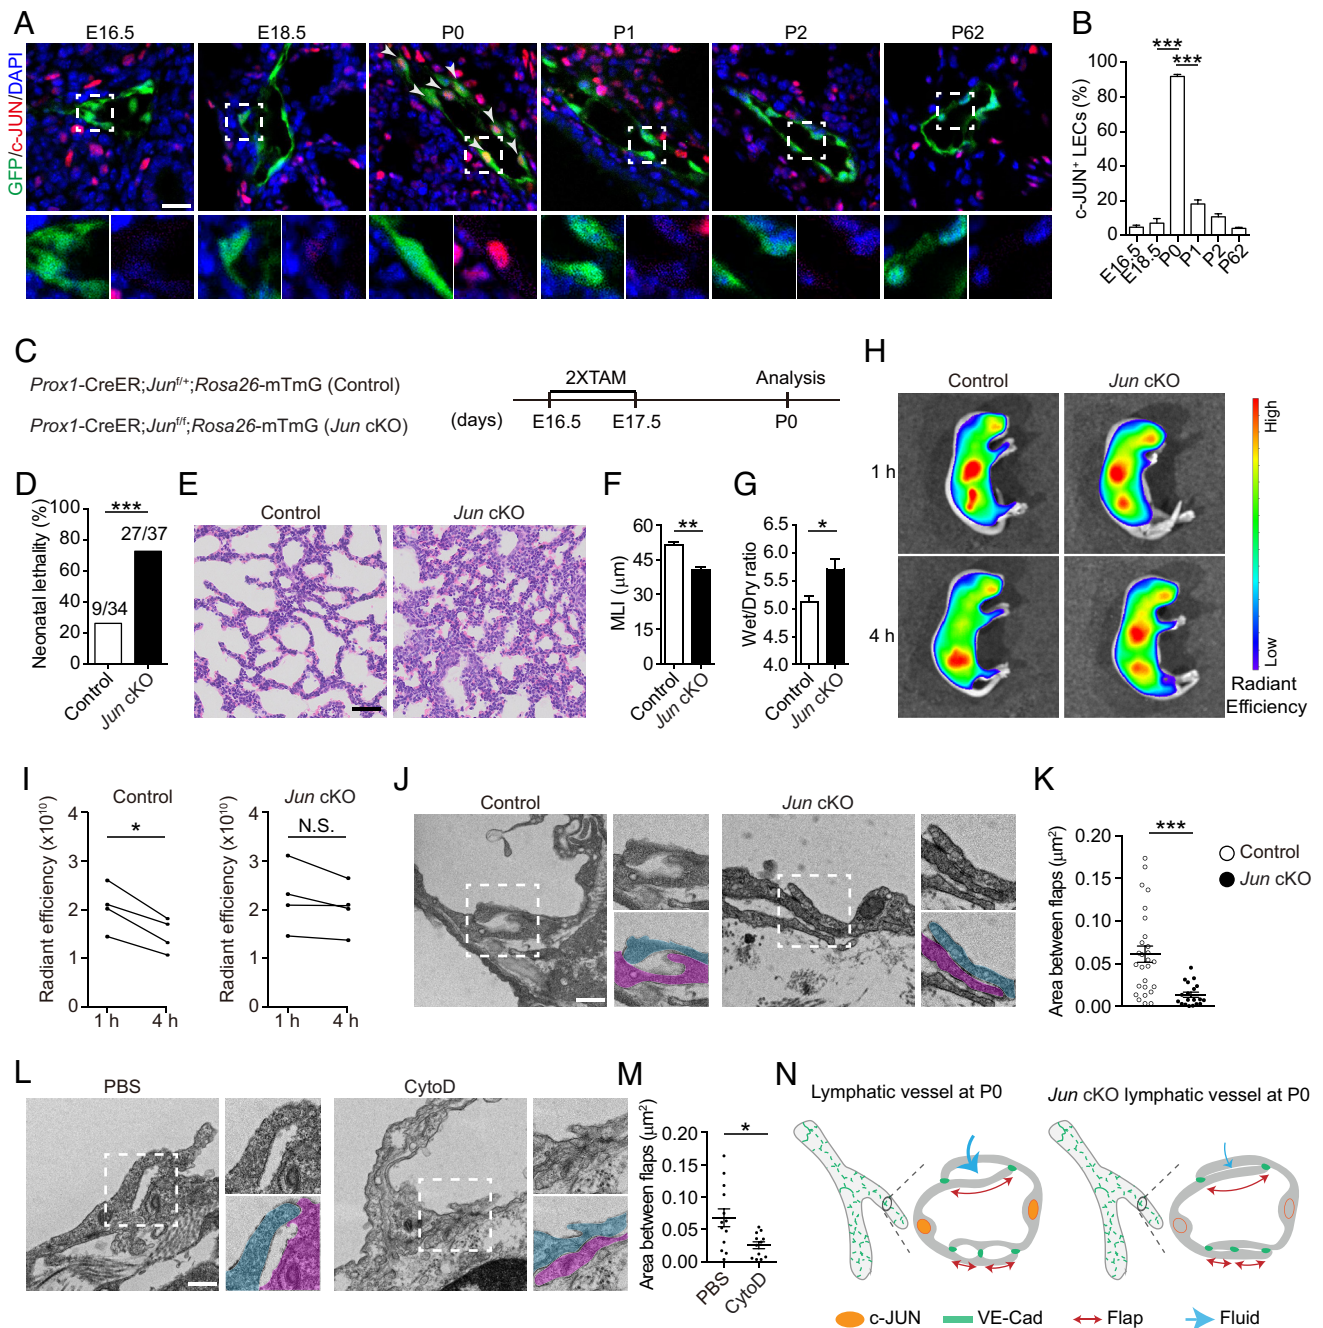 A
E16.5 E18.5 P0 P1 P2 P62
GFP/c-JUN/DAPI
B
c-JUN⁺ LECs (%)
100
80
60
40
20
0
*** ***
E16.5 E18.5 P0 P1 P2 P62
C
Prox1-CreER;Jun^f/+;Rosa26-mTmG (Control)
Prox1-CreER;Jun^f/f;Rosa26-mTmG (Jun cKO)
2XTAM Analysis
(days) E16.5 E17.5 P0
D
Neonatal lethality (%)
100
80
60
40
20
0
***
27/37
9/34
Control Jun cKO
E
Control Jun cKO
F
MLI (μm)
60
45
30
15
0
**
Control Jun cKO
G
Wet/Dry ratio
6.5
6.0
5.5
5.0
4.5
4.0
*
Control Jun cKO
H
Control Jun cKO
1 h
4 h
High
Low
Radiant
Efficiency
I
Control
Radiant efficiency (x10¹⁰)
4
3
2
1
0
*
1 h 4 h
Jun cKO
Radiant efficiency (x10¹⁰)
4
3
2
1
0
N.S.
1 h 4 h
J
Control Jun cKO
K
Area between flaps (μm²)
0.20
0.15
0.10
0.05
0.00
***
Control
Jun cKO
L
PBS CytoD
M
Area between flaps (μm²)
0.20
0.15
0.10
0.05
0.00
*
PBS CytoD
N
Lymphatic vessel at P0
Jun cKO lymphatic vessel at P0
c-JUN VE-Cad Flap Fluid